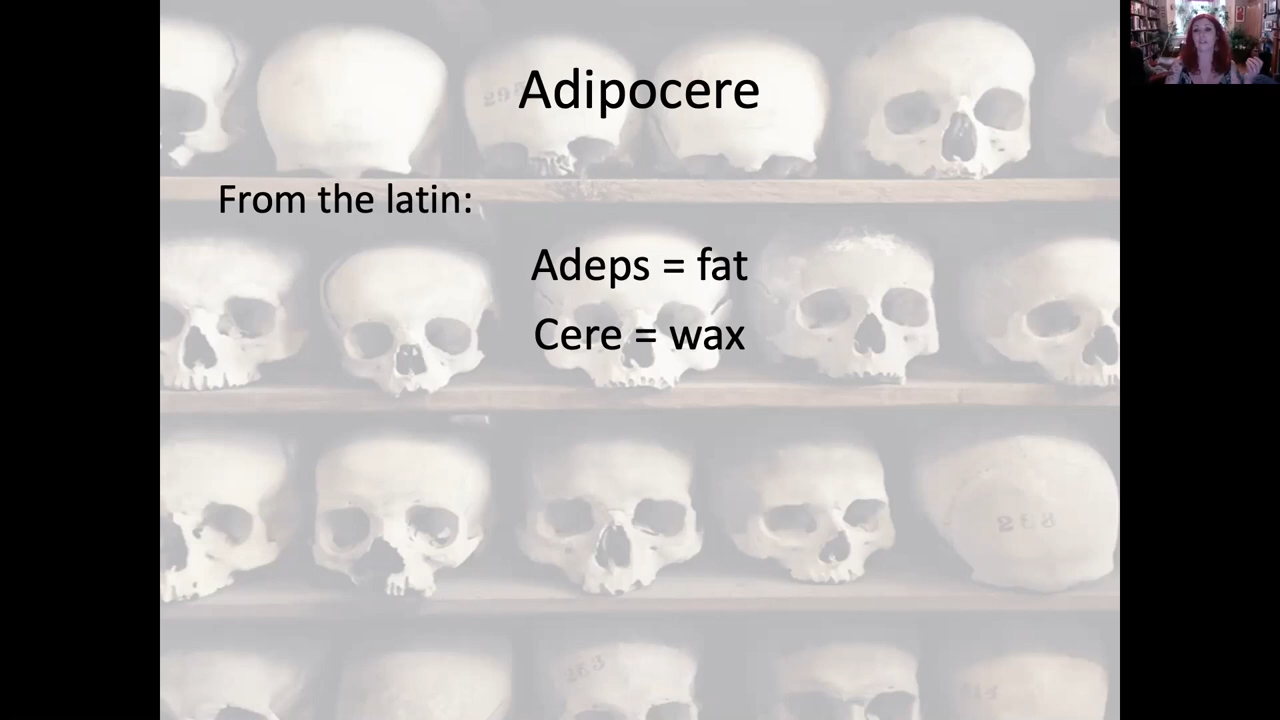 Adipocere
From the latin:
Adeps = fat
Cere = wax